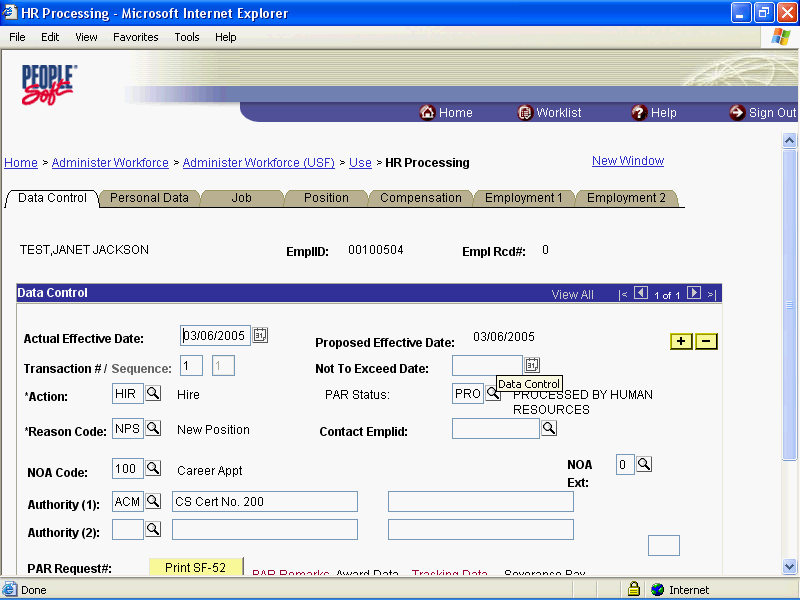 HR Processing - Microsoft Internet Explorer
File Edit View Favorites Tools Help
PEOPLE
Soft
Home Worklist Help Sign Out
Home > Administer Workforce > Administer Workforce (USF) > Use > HR Processing New Window
Data Control Personal Data Job Position Compensation Employment 1 Employment 2
TEST,JANET JACKSON EmplID: 00100504 Empl Rcd#: 0
Data Control View All |< 1 of 1 >|
Actual Effective Date: 03/06/2005 Proposed Effective Date: 03/06/2005 + −
Transaction # / Sequence: 1 1 Not To Exceed Date:
Data Control
*Action: HIR Hire PAR Status: PRO PROCESSED BY HUMAN
RESOURCES
*Reason Code: NPS New Position Contact Emplid:
NOA Code: 100 Career Appt NOA
Ext: 0
Authority (1): ACM CS Cert No. 200
Authority (2):
PAR Request#: Print SF-52 PAR Remarks Award Data Tracking Data Severance Pay
Done Internet